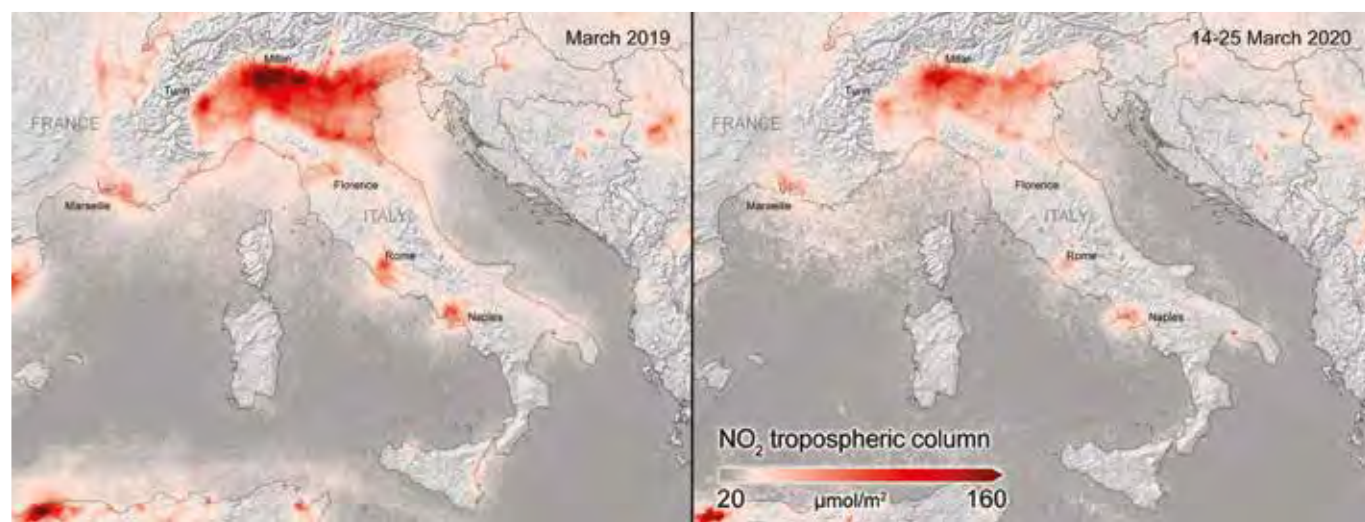 March 2019
Milan
Turin
FRANCE
Marseille
Florence
ITALY
Rome
Naples
14-25 March 2020
Milan
Turin
FRANCE
Marseille
Florence
ITALY
Rome
Naples
NO₂ tropospheric column
20 µmol/m² 160